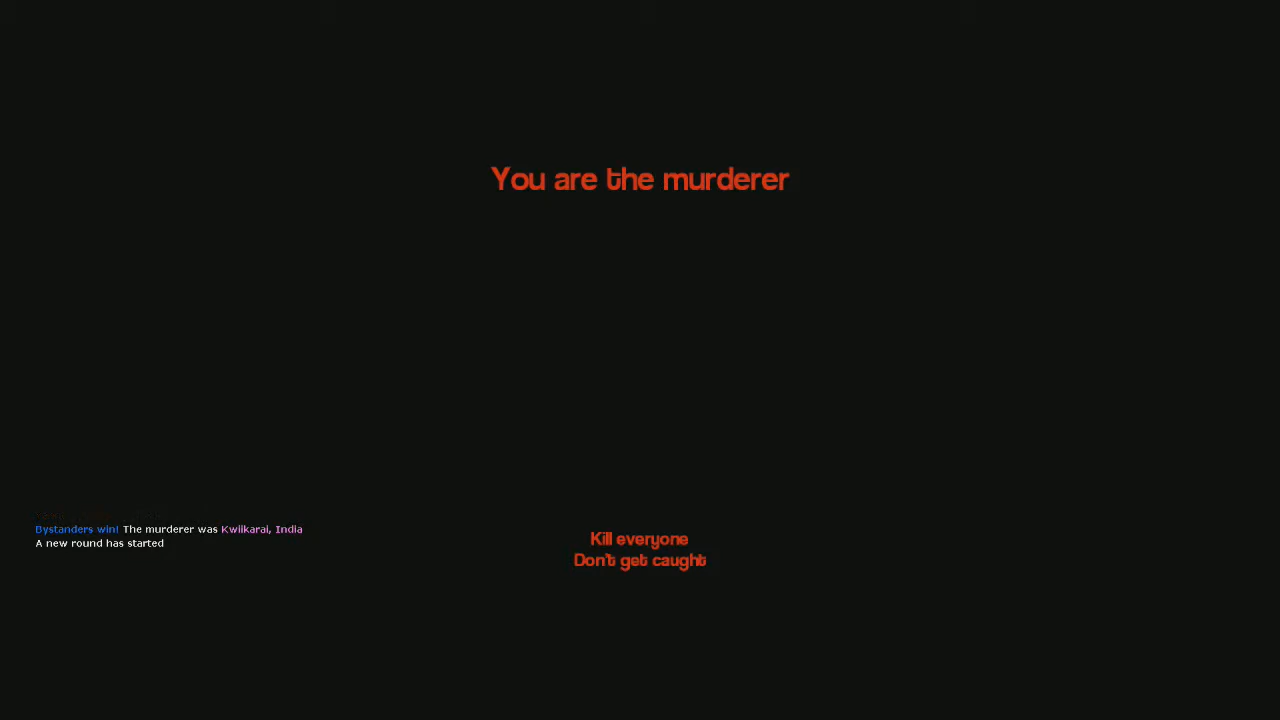 You are the murderer
Bystanders win! The murderer was Kwiikarai, India
A new round has started
Kill everyone
Don't get caught